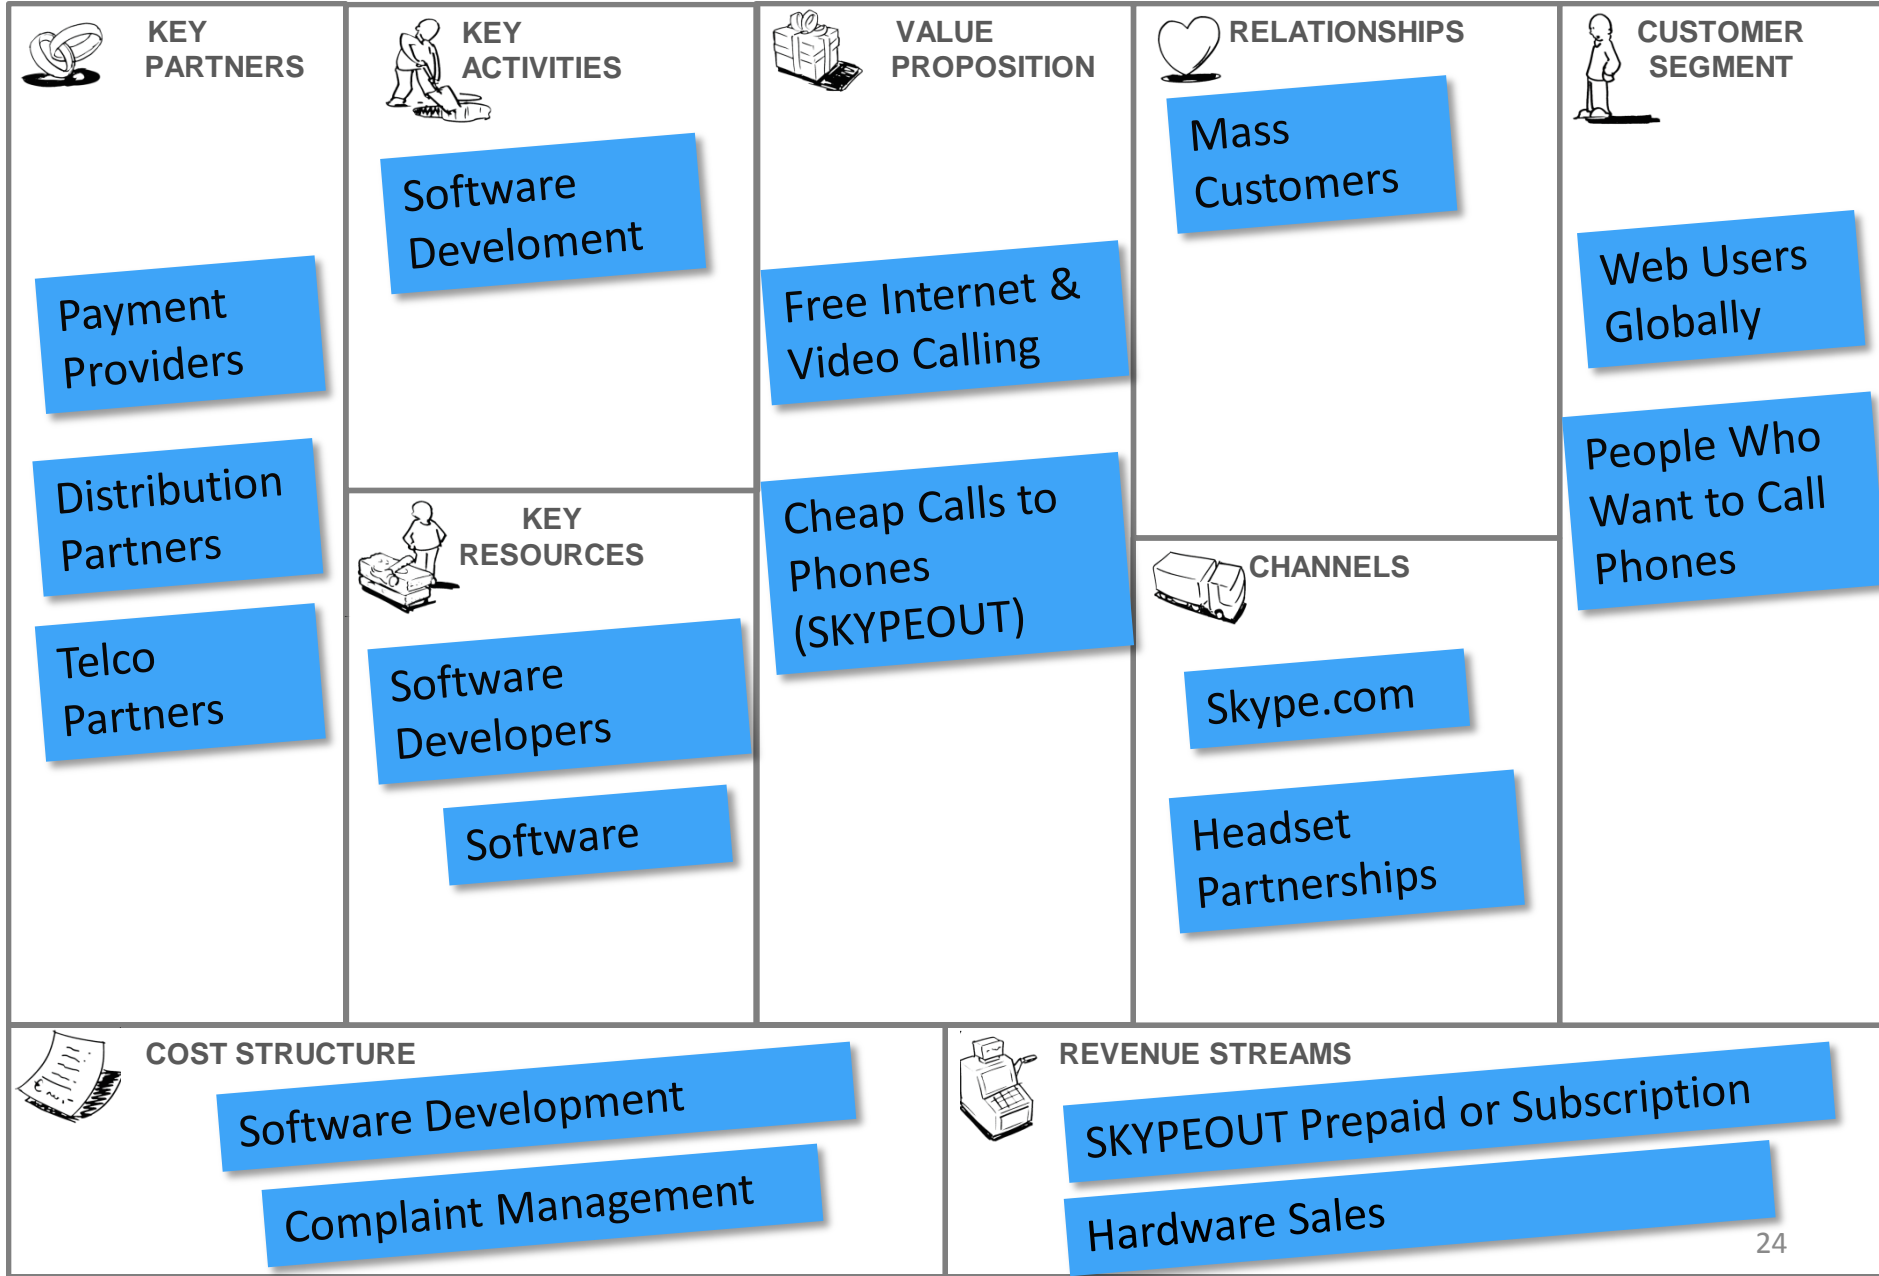 KEY
PARTNERS
Payment
Providers
Distribution
Partners
Telco
Partners
KEY
ACTIVITIES
Software
Develoment
KEY
RESOURCES
Software
Developers
Software
VALUE
PROPOSITION
Free Internet &
Video Calling
Cheap Calls to
Phones
(SKYPEOUT)
RELATIONSHIPS
Mass
Customers
CHANNELS
Skype.com
Headset
Partnerships
CUSTOMER
SEGMENT
Web Users
Globally
People Who
Want to Call
Phones
COST STRUCTURE
Software Development
Complaint Management
REVENUE STREAMS
SKYPEOUT Prepaid or Subscription
Hardware Sales
24